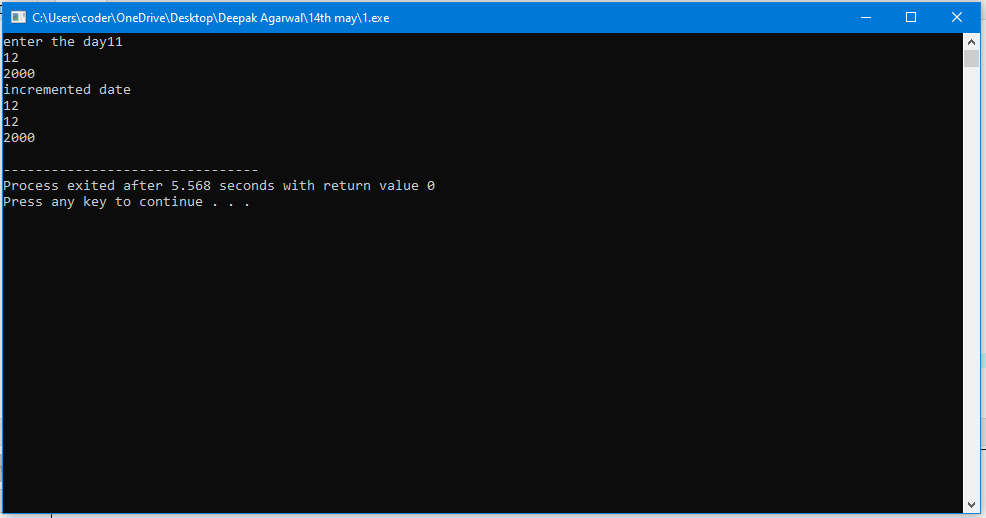 C:\Users\coder\OneDrive\Desktop\Deepak Agarwal\14th may\1.exe
enter the day11
12
2000
incremented date
12
12
2000
--------------------------------
Process exited after 5.568 seconds with return value 0
Press any key to continue . . .